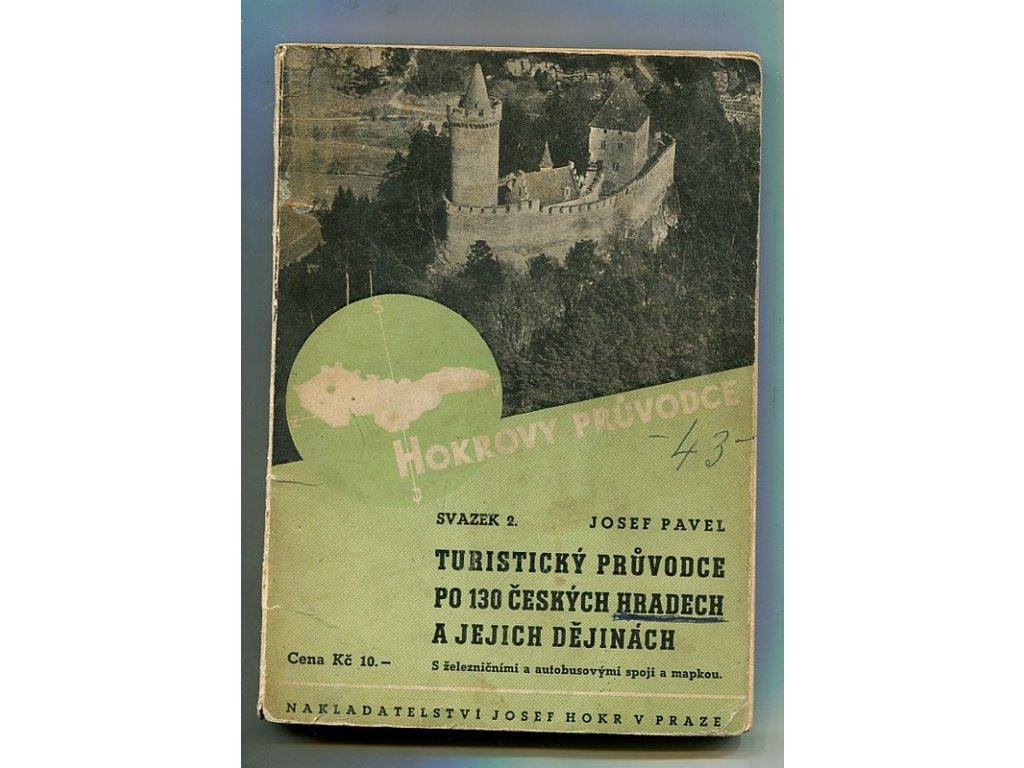 S
Z
J
HOKROVY PRŮVODCE
-43-
SVAZEK 2. JOSEF PAVEL
TURISTICKÝ PRŮVODCE
PO 130 ČESKÝCH HRADECH
A JEJICH DĚJINÁCH
Cena Kč 10.— S železničními a autobusovými spoji a mapkou.
NAKLADATELSTVÍ JOSEF HOKR V PRAZE